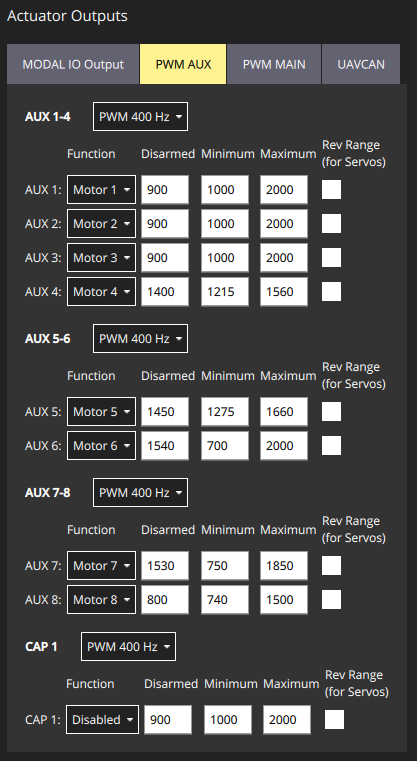 Actuator Outputs
MODAL IO Output PWM AUX PWM MAIN UAVCAN
AUX 1-4 PWM 400 Hz
Function Disarmed Minimum Maximum Rev Range (for Servos)
AUX 1: Motor 1 900 1000 2000
AUX 2: Motor 2 900 1000 2000
AUX 3: Motor 3 900 1000 2000
AUX 4: Motor 4 1400 1215 1560
AUX 5-6 PWM 400 Hz
Function Disarmed Minimum Maximum Rev Range (for Servos)
AUX 5: Motor 5 1450 1275 1660
AUX 6: Motor 6 1540 700 2000
AUX 7-8 PWM 400 Hz
Function Disarmed Minimum Maximum Rev Range (for Servos)
AUX 7: Motor 7 1530 750 1850
AUX 8: Motor 8 800 740 1500
CAP 1 PWM 400 Hz
Function Disarmed Minimum Maximum Rev Range (for Servos)
CAP 1: Disabled 900 1000 2000